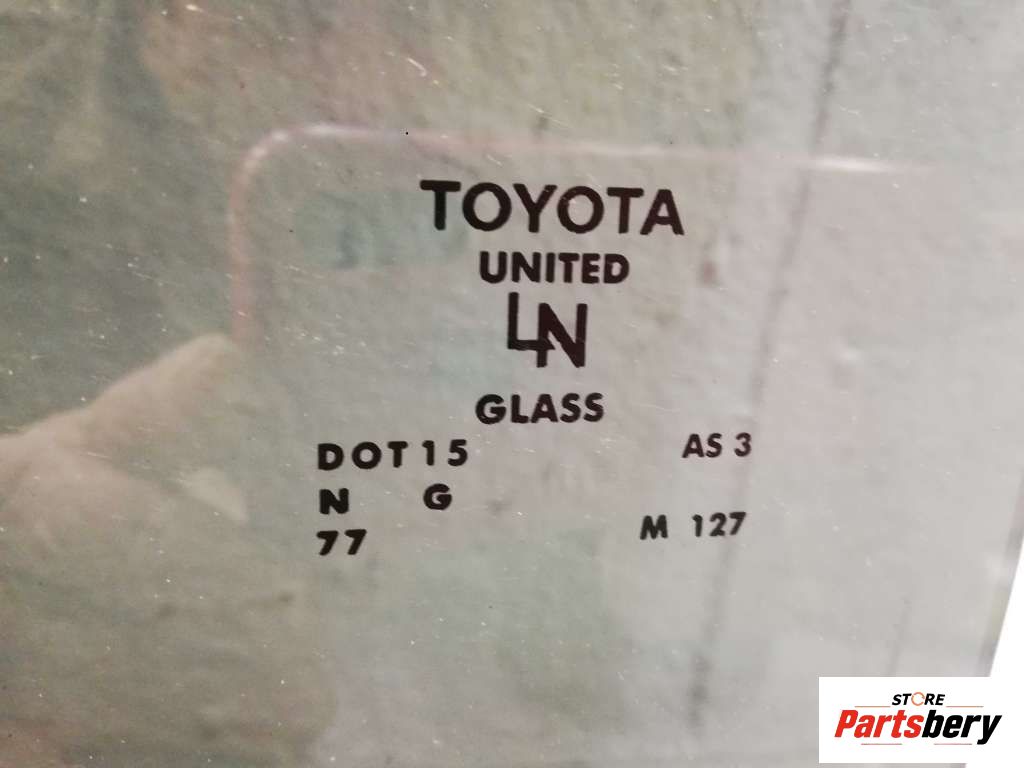 TOYOTA
UNITED
LN
GLASS
DOT 15 AS 3
N G
77 M 127
STORE
Partsbery